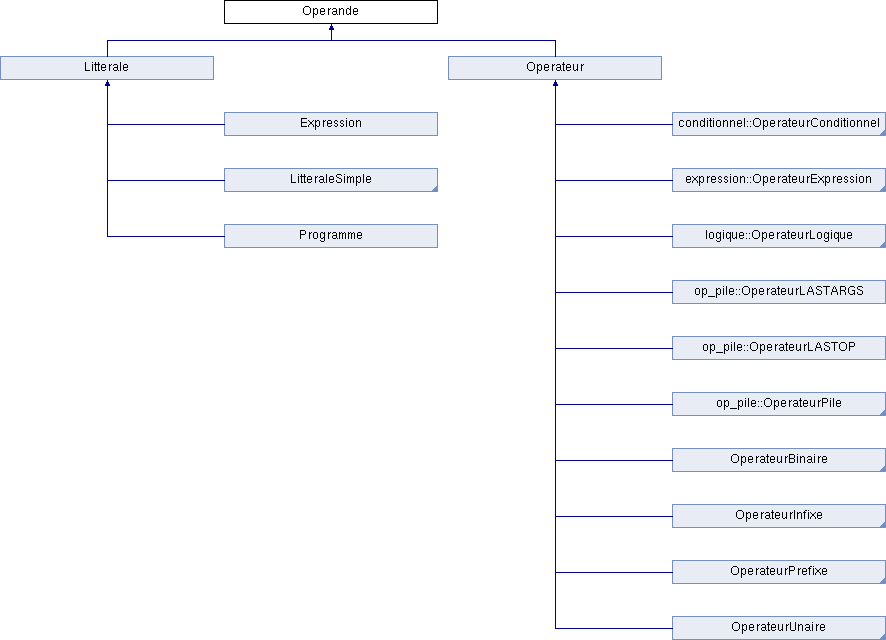 Operande
Litterale
Operateur
Expression
conditionnel::OperateurConditionnel
LitteraleSimple
expression::OperateurExpression
Programme
logique::OperateurLogique
op_pile::OperateurLASTARGS
op_pile::OperateurLASTOP
op_pile::OperateurPile
OperateurBinaire
OperateurInfixe
OperateurPrefixe
OperateurUnaire